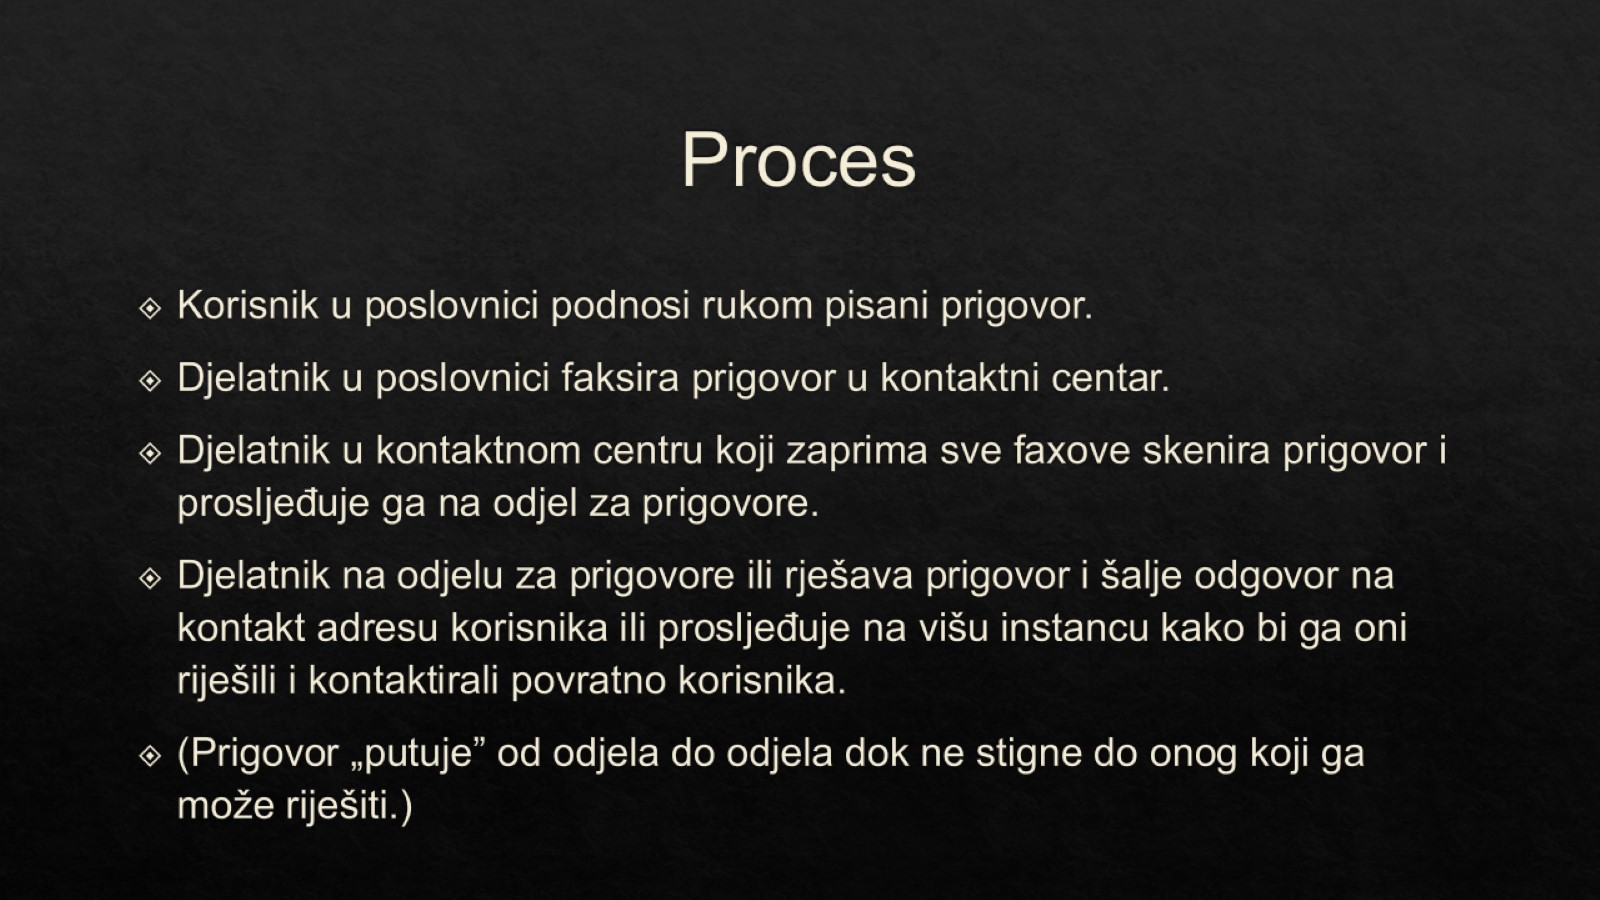 Proces
Korisnik u poslovnici podnosi rukom pisani prigovor.
Djelatnik u poslovnici faksira prigovor u kontaktni centar.
Djelatnik u kontaktnom centru koji zaprima sve faxove skenira prigovor i
prosljeđuje ga na odjel za prigovore.
Djelatnik na odjelu za prigovore ili rješava prigovor i šalje odgovor na
kontakt adresu korisnika ili prosljeđuje na višu instancu kako bi ga oni
riješili i kontaktirali povratno korisnika.
(Prigovor „putuje” od odjela do odjela dok ne stigne do onog koji ga
može riješiti.)